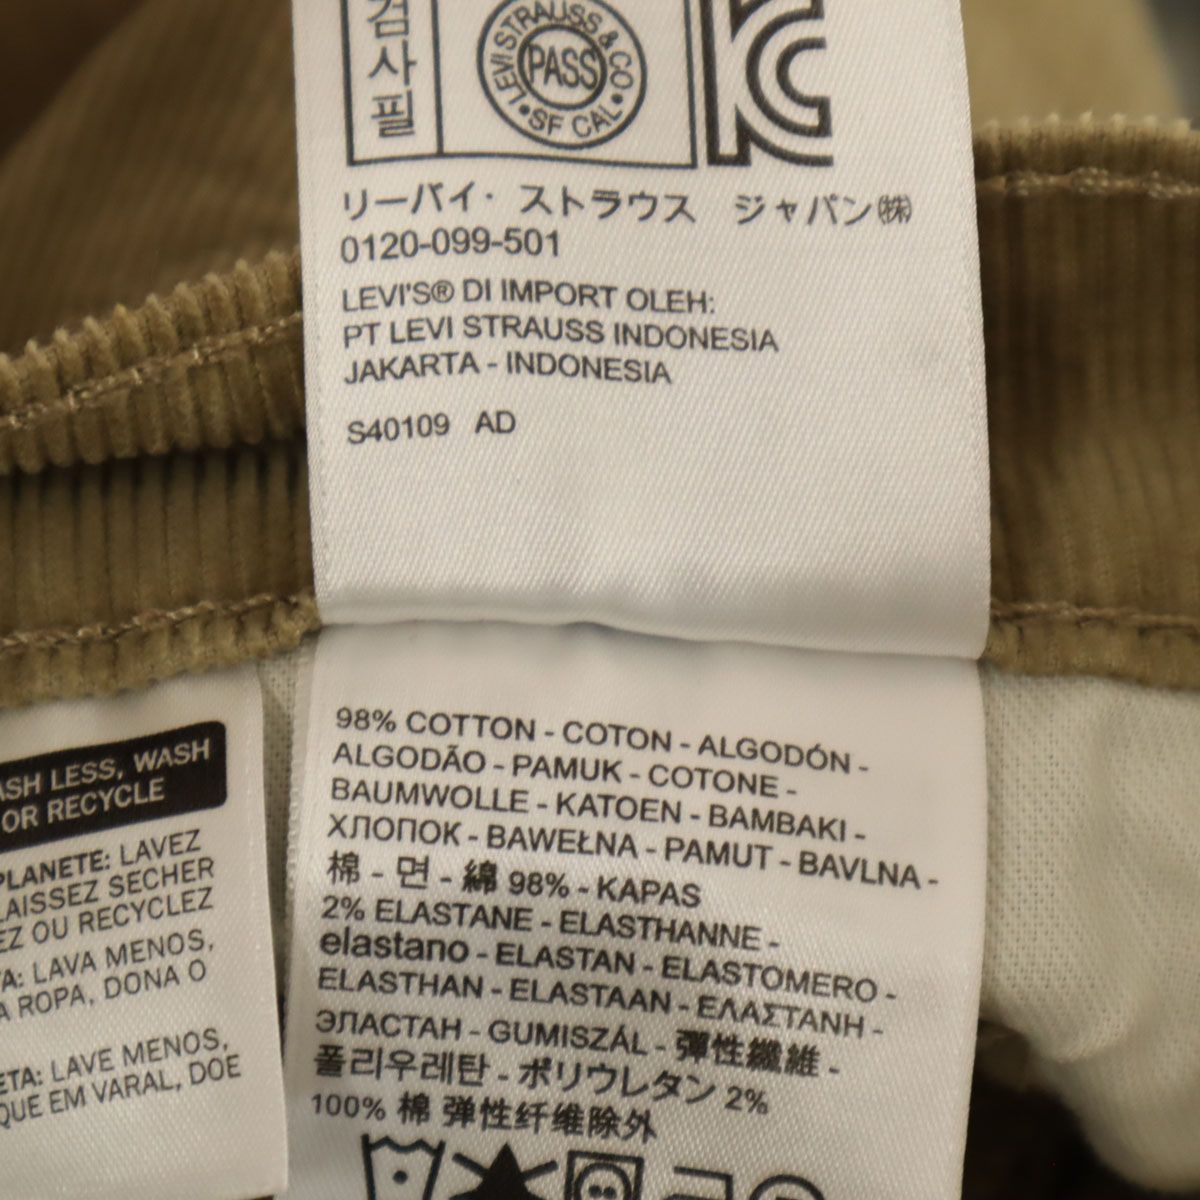 검사필
LEVI STRAUSS & CO
PASS
SF CAL
リーバイ・ストラウス ジャパン㈱
0120-099-501
LEVI'S® DI IMPORT OLEH:
PT LEVI STRAUSS INDONESIA
JAKARTA - INDONESIA
S40109 AD
98% COTTON - COTON - ALGODÓN -
ALGODÃO - PAMUK - COTONE -
BAUMWOLLE - KATOEN - BAMBAKI -
ХЛОПОК - BAWEŁNA - PAMUT - BAVLNA -
棉 - 면 - 綿 98% - KAPAS
2% ELASTANE - ELASTHANNE -
elastano - ELASTAN - ELASTOMERO -
ELASTHAN - ELASTAAN - ΕΛΑΣΤΑΝΗ -
ЭЛАСТАН - GUMISZÁL - 彈性纖維 -
폴리우레탄 - ポリウレタン 2%
100% 棉 弹性纤维除外
LESS, WASH
OR RECYCLE
PLANETE: LAVEZ
LAISSEZ SECHER
OU RECYCLEZ
LAVA MENOS,
ROPA, DONA O
LAVE MENOS,
QUE EM VARAL, DOE